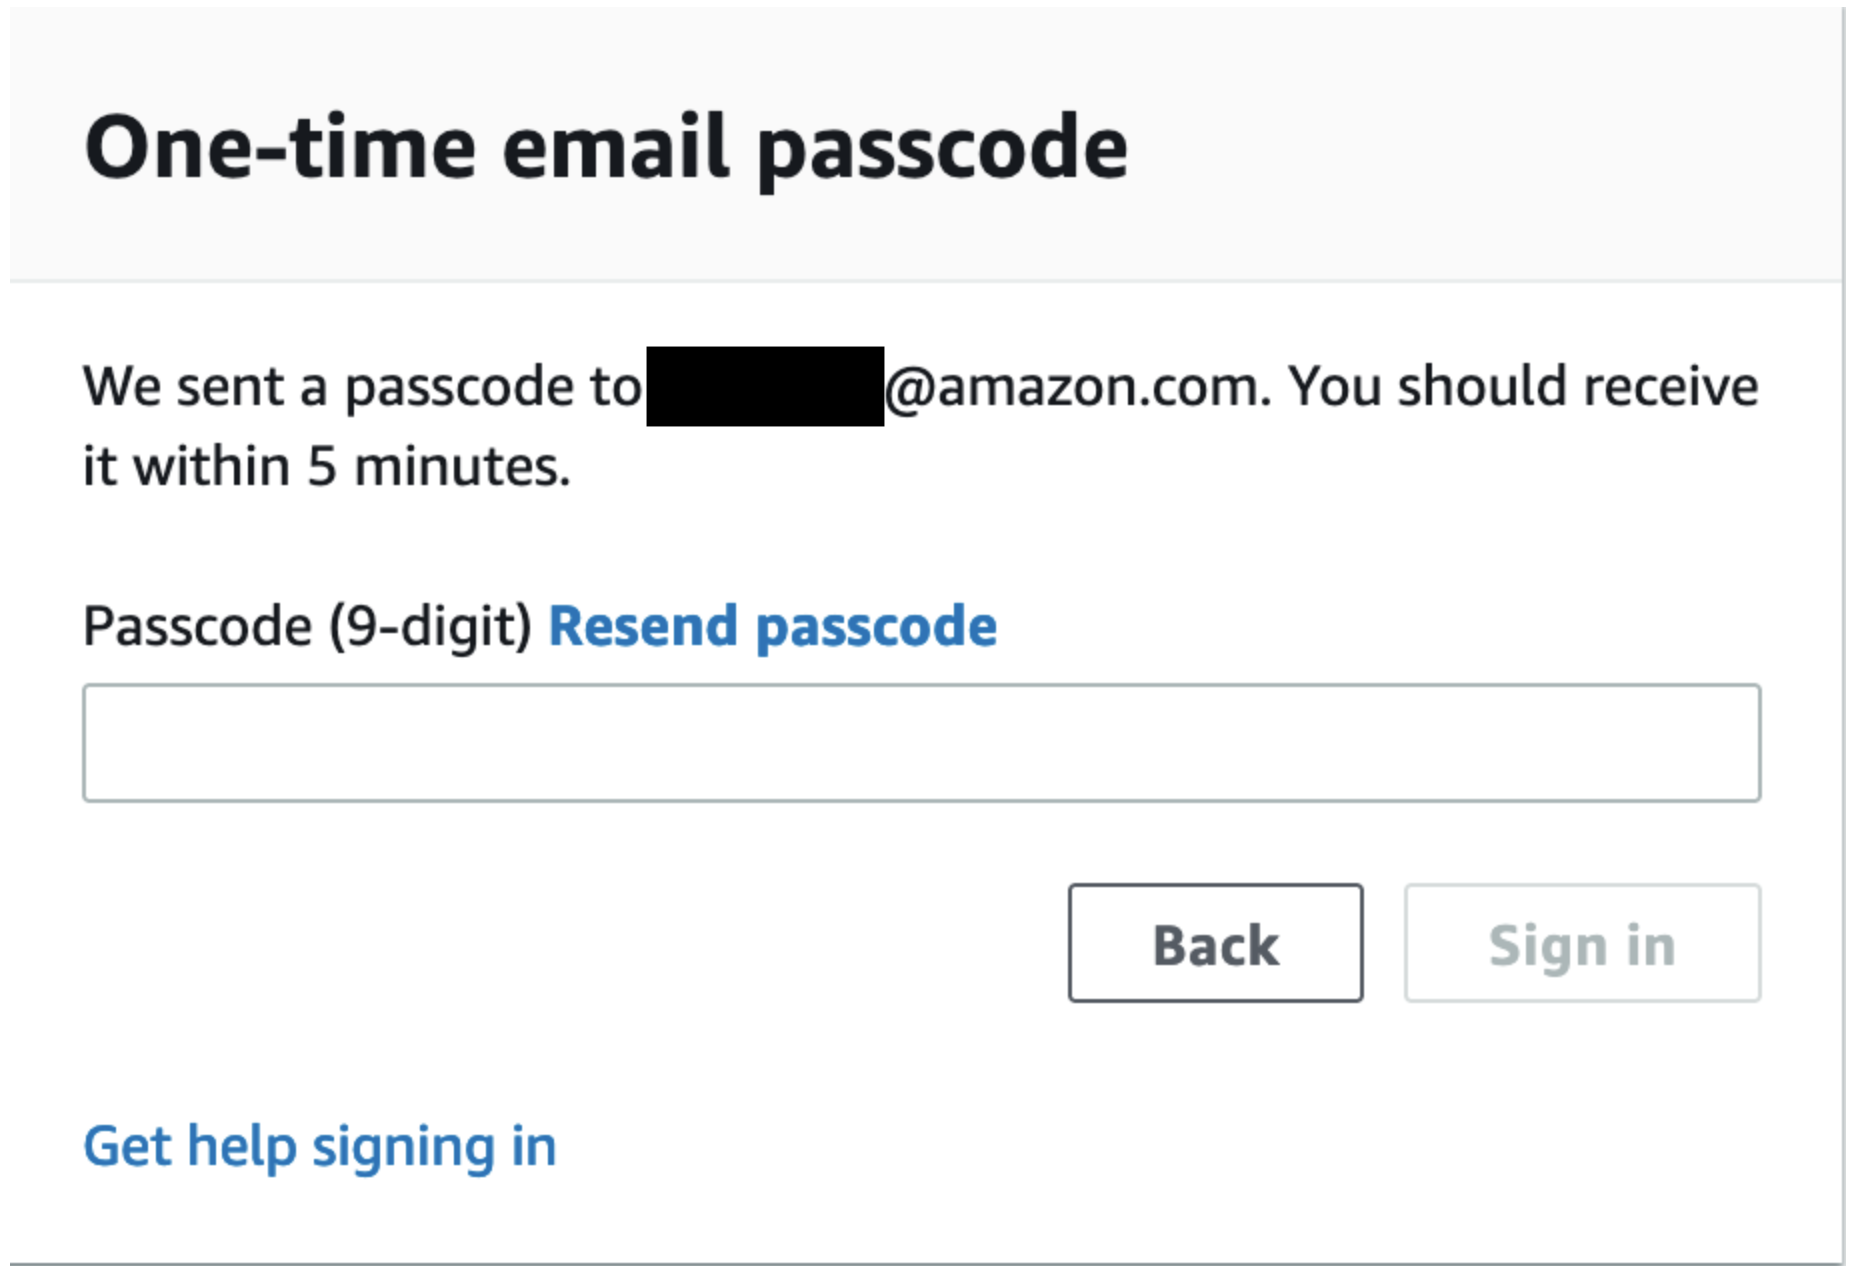 One-time email passcode
We sent a passcode to @amazon.com. You should receive
it within 5 minutes.
Passcode (9-digit) Resend passcode
Back Sign in
Get help signing in